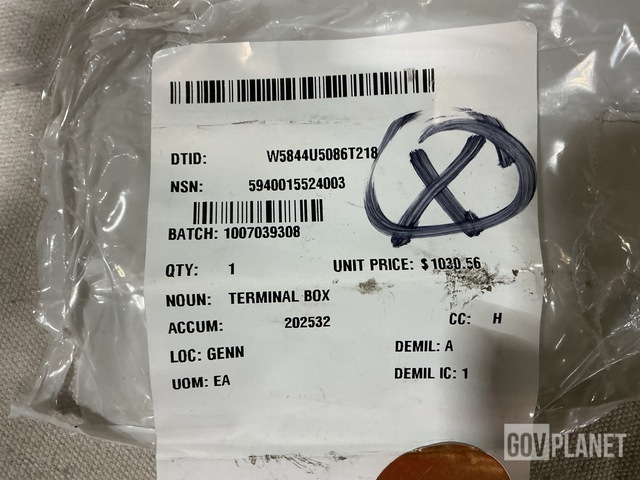 DTID: W5844U5086T218
NSN: 5940015524003
BATCH: 1007039308
QTY: 1 UNIT PRICE: $ 1030.56
NOUN: TERMINAL BOX
ACCUM: 202532 CC: H
LOC: GENN DEMIL: A
UOM: EA DEMIL IC: 1
X
GOVPLANET